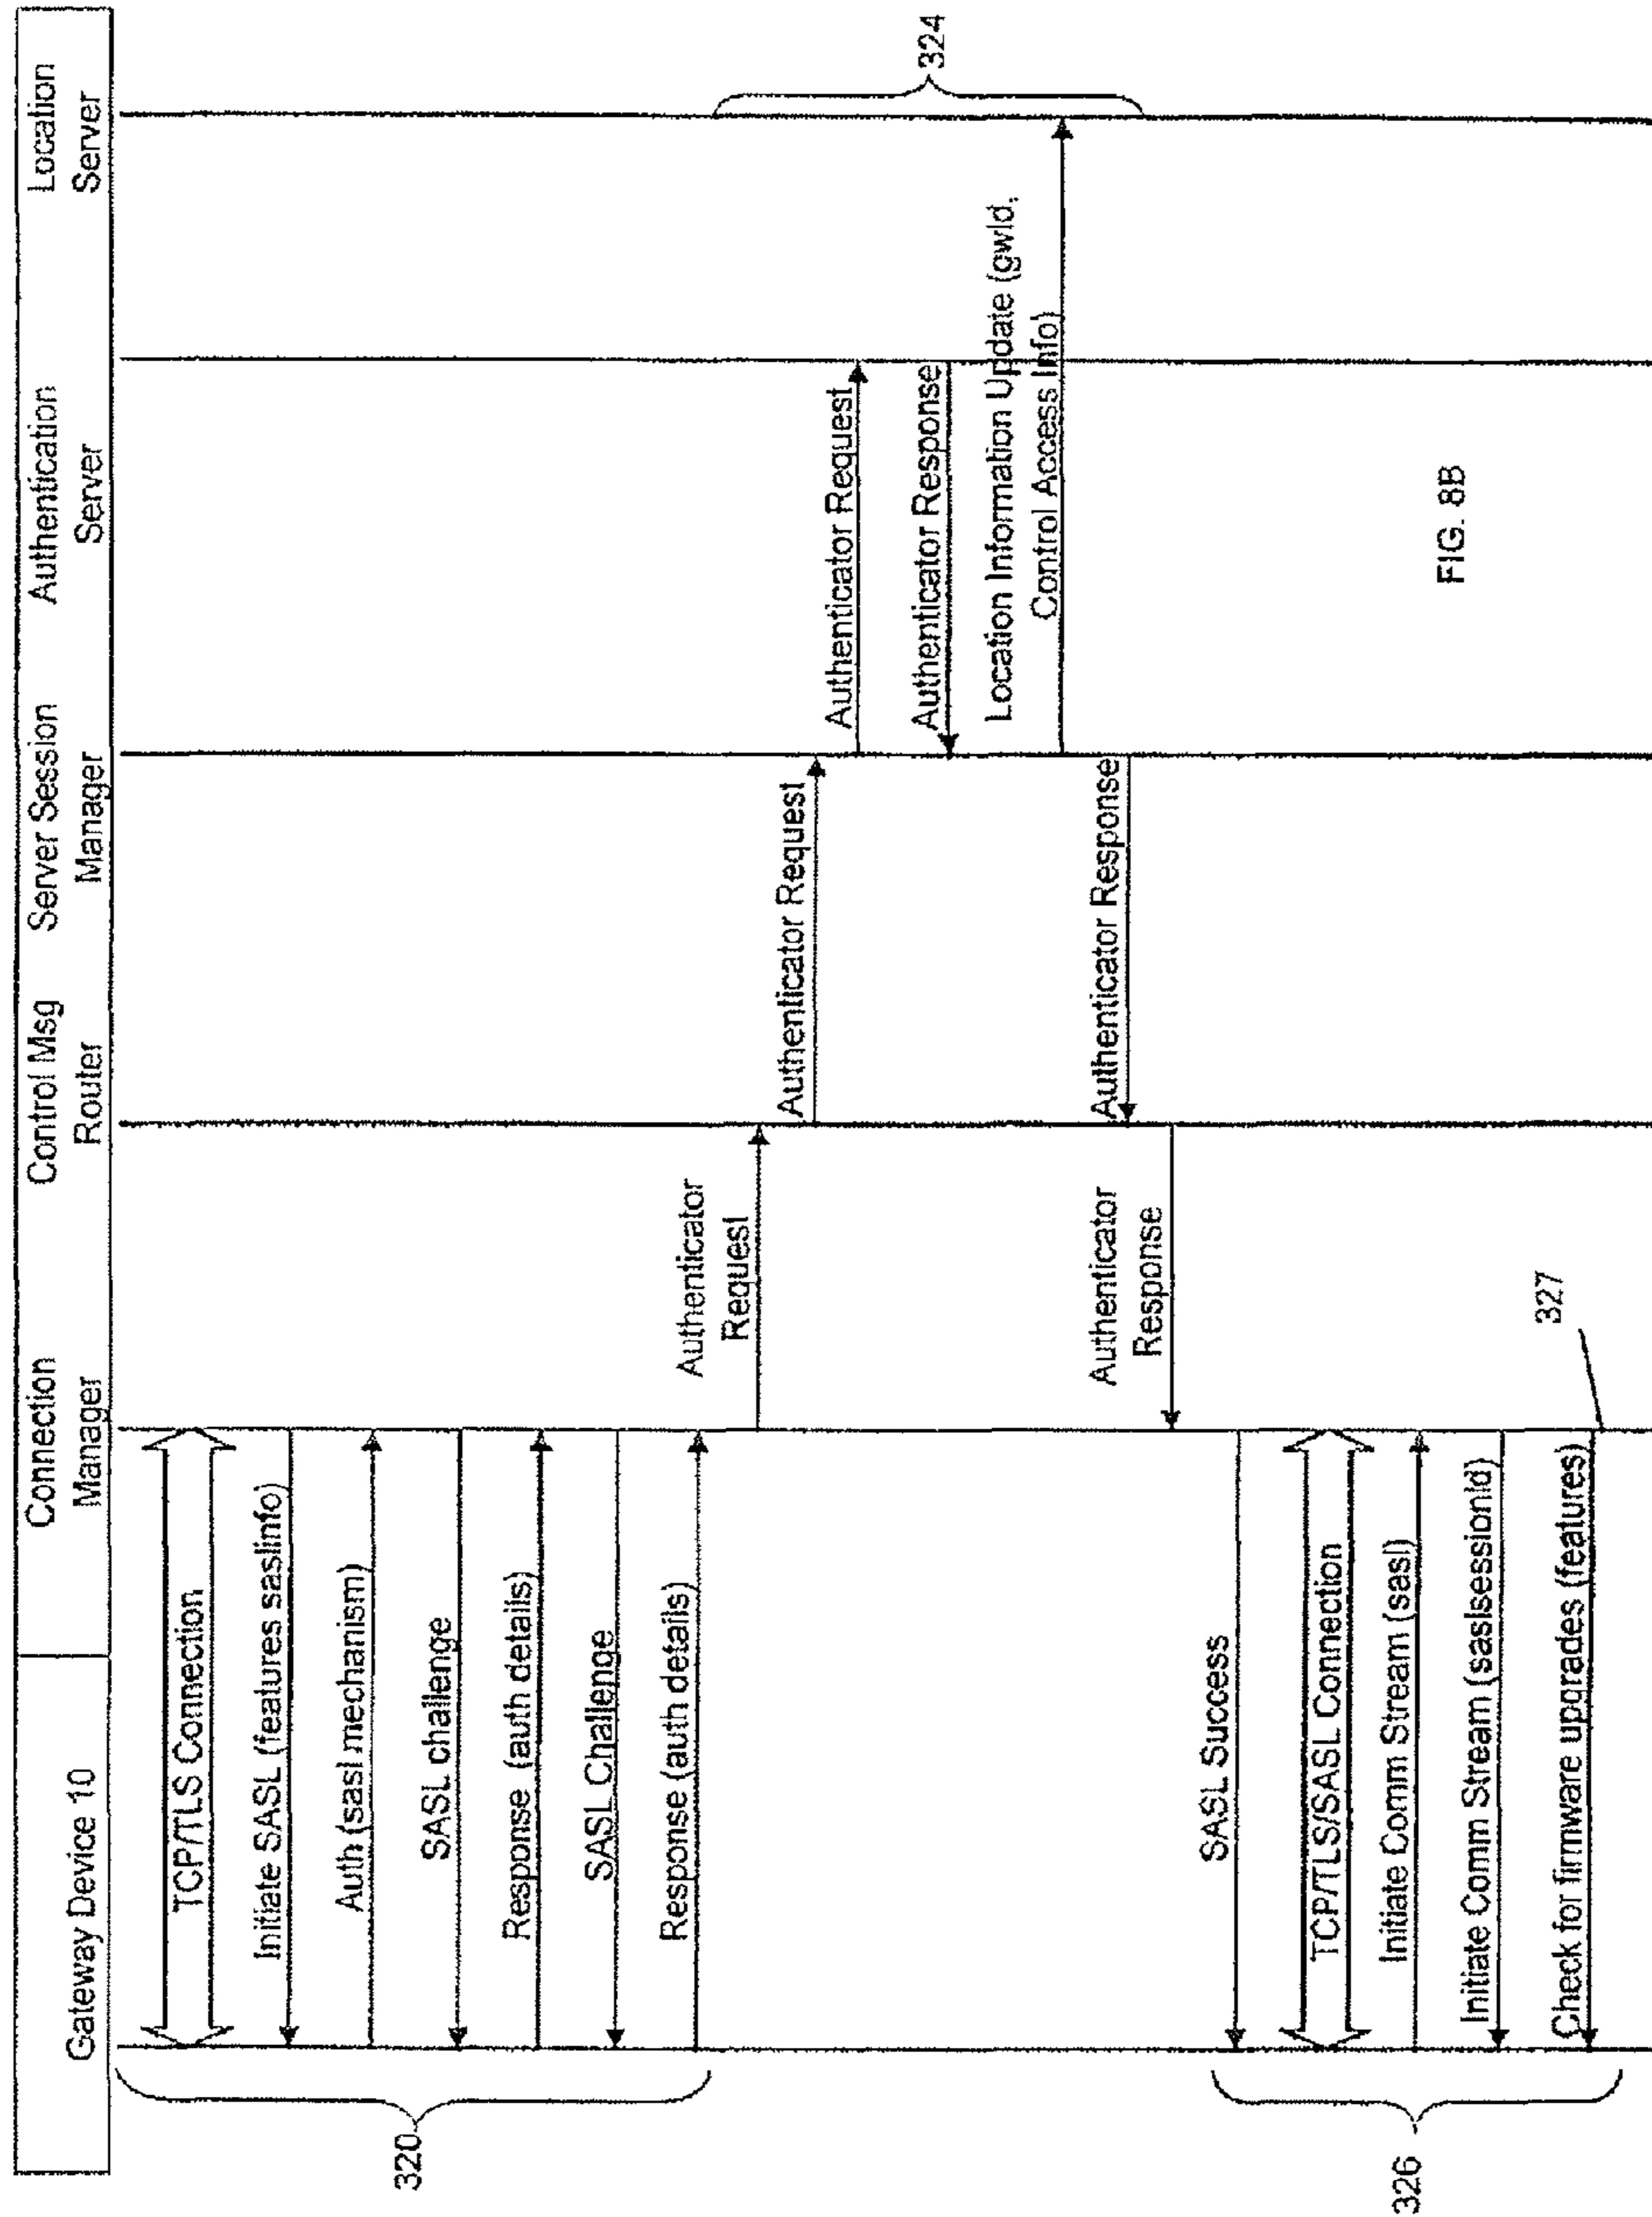 Gateway Device 10
Connection
Manager
Control Msg
Router
Server Session
Manager
Authentication
Server
Location
Server
TCP/TLS Connection
Initiate SASL (features saslinfo)
Auth (sasl mechanism)
SASL challenge
Response (auth details)
SASL Challenge
Response (auth details)
320
Authenticator
Request
Authenticator Request
Authenticator Request
Authenticator Response
Location Information Update (gwId,
Control Access Info)
324
Authenticator Response
Authenticator
Response
SASL Success
TCP/TLS/SASL Connection
Initiate Comm Stream (sasl)
Initiate Comm Stream (saslsessionId)
Check for firmware upgrades (features)
326
327
FIG. 8B